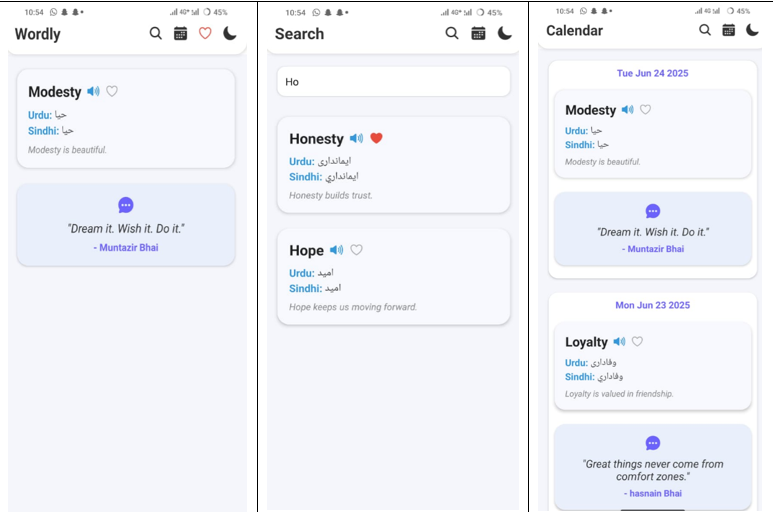 10:54
4G+
45%
Wordly
Modesty
Urdu: حیا
Sindhi: حيا
Modesty is beautiful.
"Dream it. Wish it. Do it."
- Muntazir Bhai
10:54
4G+
45%
Search
Ho
Honesty
Urdu: ایمانداری
Sindhi: ايمانداري
Honesty builds trust.
Hope
Urdu: امید
Sindhi: اميد
Hope keeps us moving forward.
10:54
4G
45%
Calendar
Tue Jun 24 2025
Modesty
Urdu: حیا
Sindhi: حيا
Modesty is beautiful.
"Dream it. Wish it. Do it."
- Muntazir Bhai
Mon Jun 23 2025
Loyalty
Urdu: وفاداری
Sindhi: وفاداري
Loyalty is valued in friendship.
"Great things never come from
comfort zones."
- hasnain Bhai